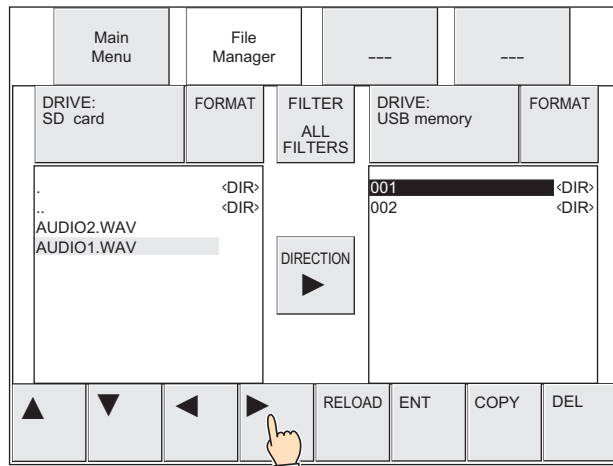 Main
Menu
File
Manager
---
---
DRIVE:
SD card
FORMAT
FILTER
ALL
FILTERS
DRIVE:
USB memory
FORMAT
. <DIR>
.. <DIR>
AUDIO2.WAV
AUDIO1.WAV
DIRECTION
001 <DIR>
002 <DIR>
RELOAD
ENT
COPY
DEL